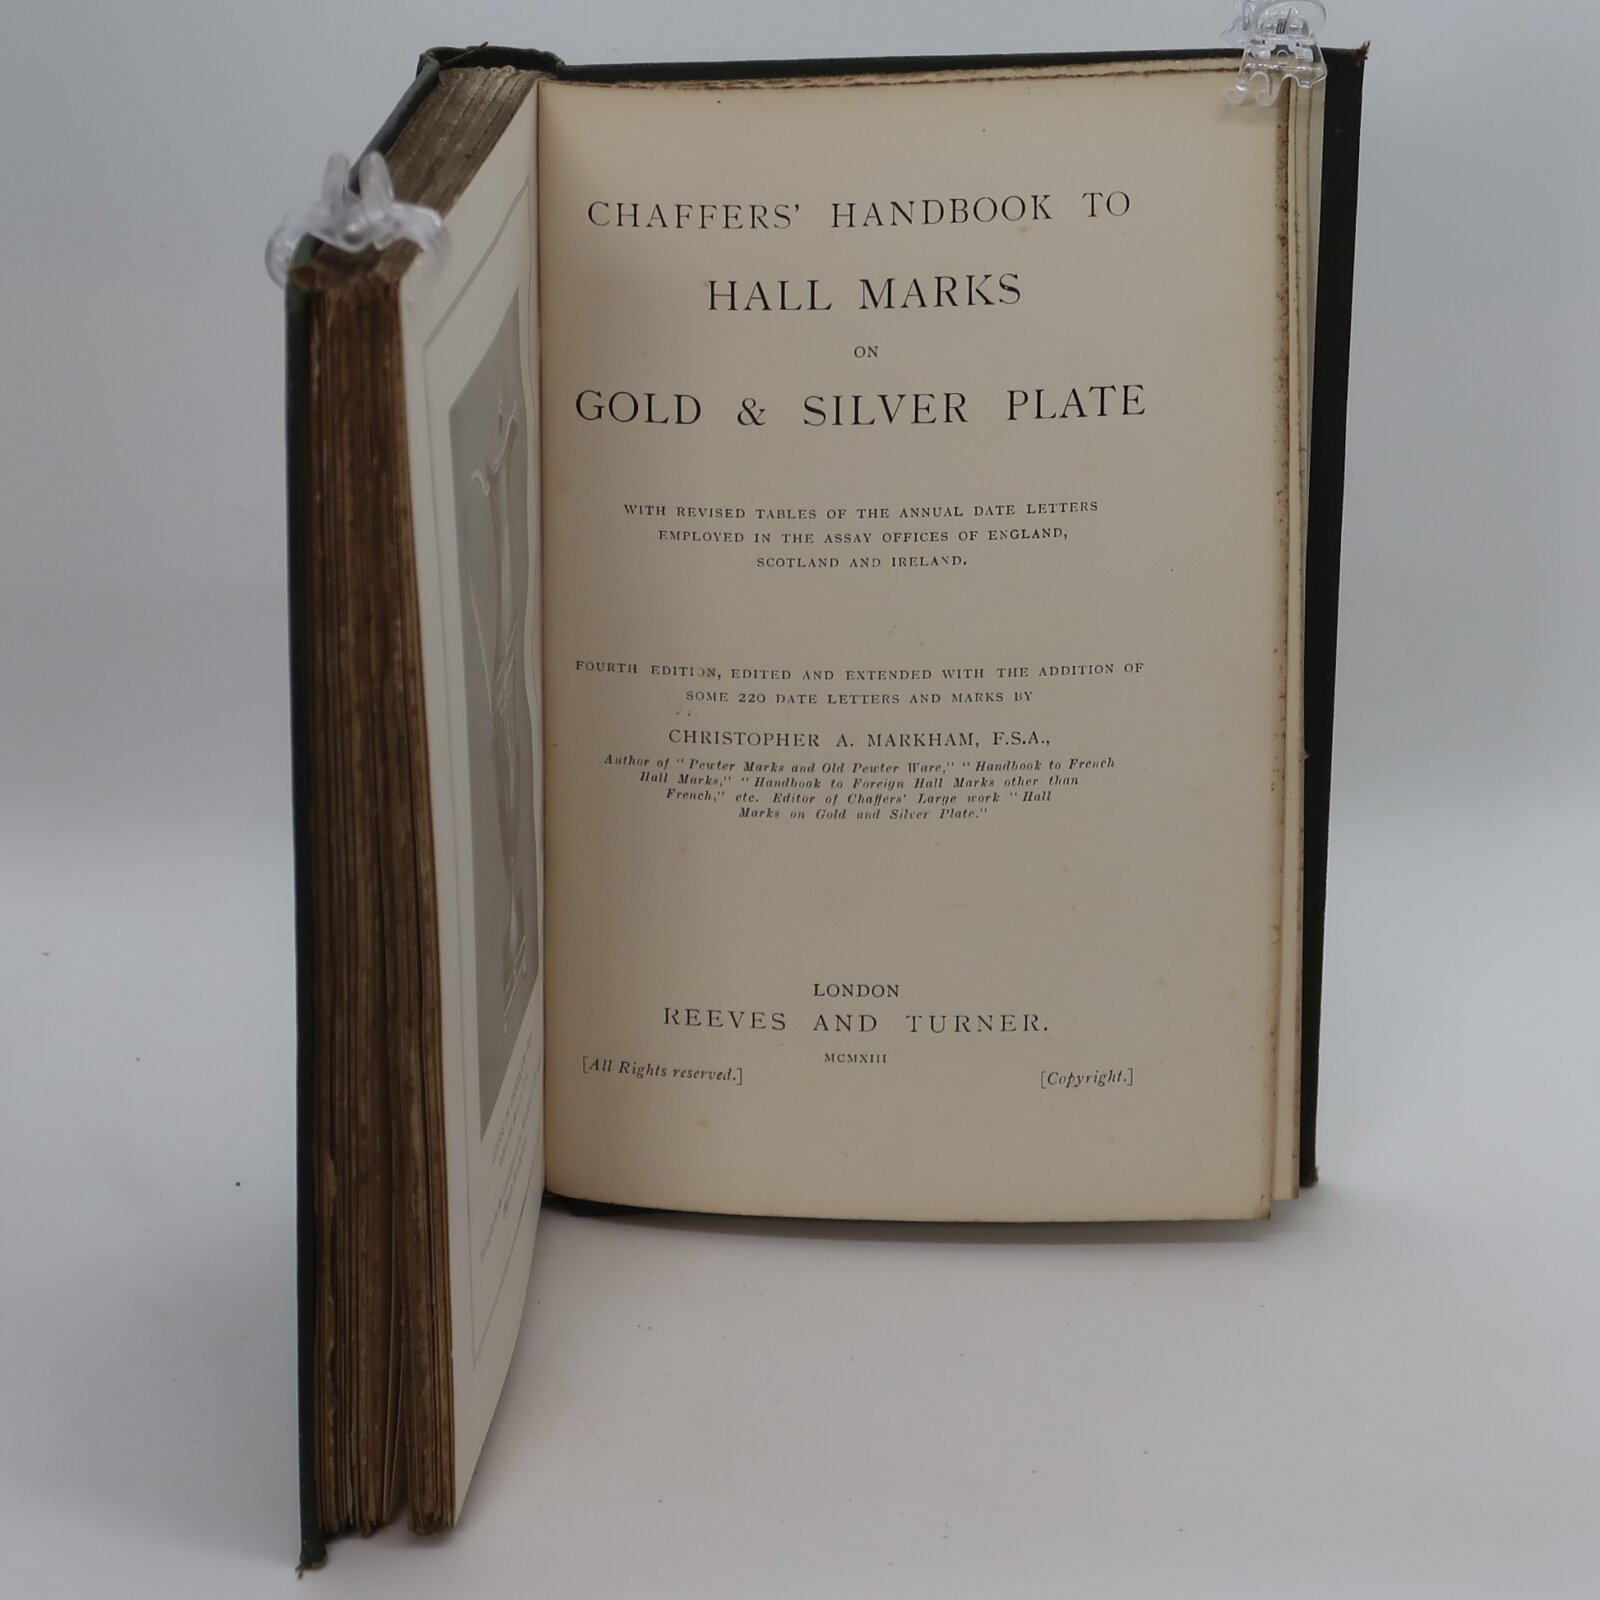 CHAFFERS' HANDBOOK TO
HALL MARKS
ON
GOLD & SILVER PLATE
WITH REVISED TABLES OF THE ANNUAL DATE LETTERS
EMPLOYED IN THE ASSAY OFFICES OF ENGLAND,
SCOTLAND AND IRELAND.
FOURTH EDITION, EDITED AND EXTENDED WITH THE ADDITION OF
SOME 220 DATE LETTERS AND MARKS BY
CHRISTOPHER A. MARKHAM, F.S.A.,
Author of "Pewter Marks and Old Pewter Ware," "Handbook to French
Hall Marks," "Handbook to Foreign Hall Marks other than
French," etc. Editor of Chaffers' Large work "Hall
Marks on Gold and Silver Plate."
LONDON
REEVES AND TURNER.
MCMXIII
[All Rights reserved.] [Copyright.]